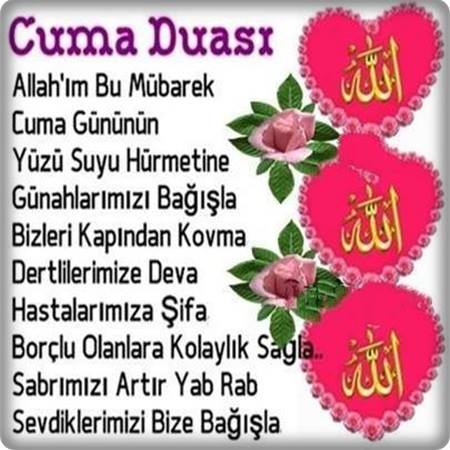 Cuma Duası
Allah'ım Bu Mübarek
Cuma Gününün
Yüzü Suyu Hürmetine
Günahlarımızı Bağışla
Bizleri Kapından Kovma
Dertlilerimize Deva
Hastalarımıza Şifa
Borçlu Olanlara Kolaylık Sağla..
Sabrımızı Artır Yab Rab
Sevdiklerimizi Bize Bağışla
الله
الله
الله